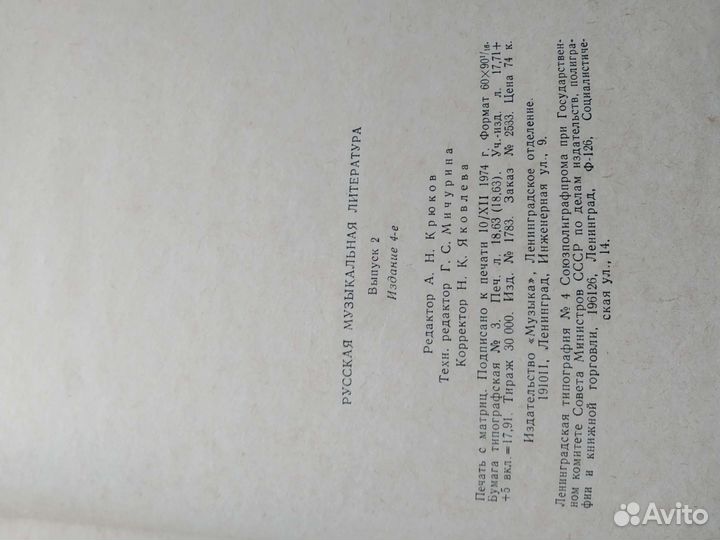 РУССКАЯ МУЗЫКАЛЬНАЯ ЛИТЕРАТУРА
Выпуск 2
Издание 4-е
Редактор А. Н. Крюков
Техн. редактор Г. С. Мичурина
Корректор Н. К. Яковлева
Печать с матриц. Подписано к печати 10/XII 1974 г. Формат 60×90¹/₁₆.
Бумага типографская № 3. Печ. л. 18,63 (18,63). Уч.-изд. л. 17,71+
+5 вкл.=17,91. Тираж 30 000. Изд. № 1783. Заказ № 2533. Цена 74 к.
Издательство «Музыка», Ленинградское отделение.
191011, Ленинград, Инженерная ул., 9.
Ленинградская типография № 4 Союзполиграфпрома при Государствен-
ном комитете Совета Министров СССР по делам издательств, полигра-
фии и книжной торговли, 196126, Ленинград, Ф-126, Социалистиче-
ская ул., 14.
Avito